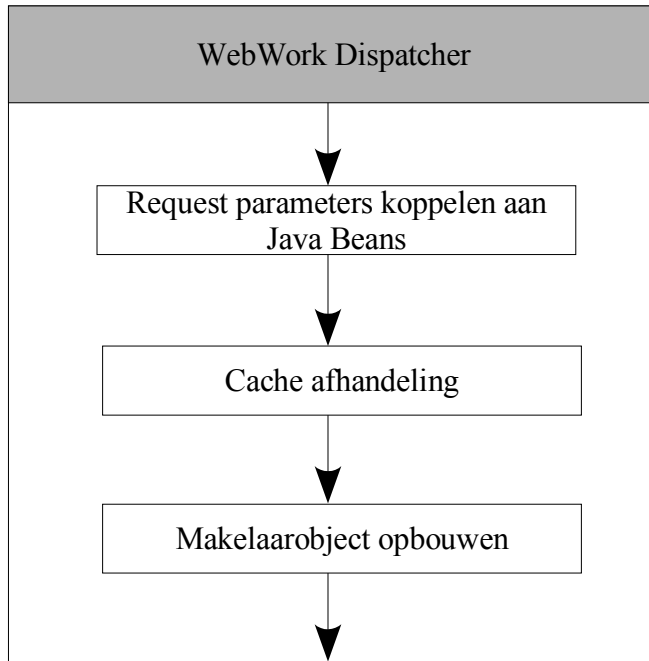 WebWork Dispatcher
Request parameters koppelen aan
Java Beans
Cache afhandeling
Makelaarobject opbouwen